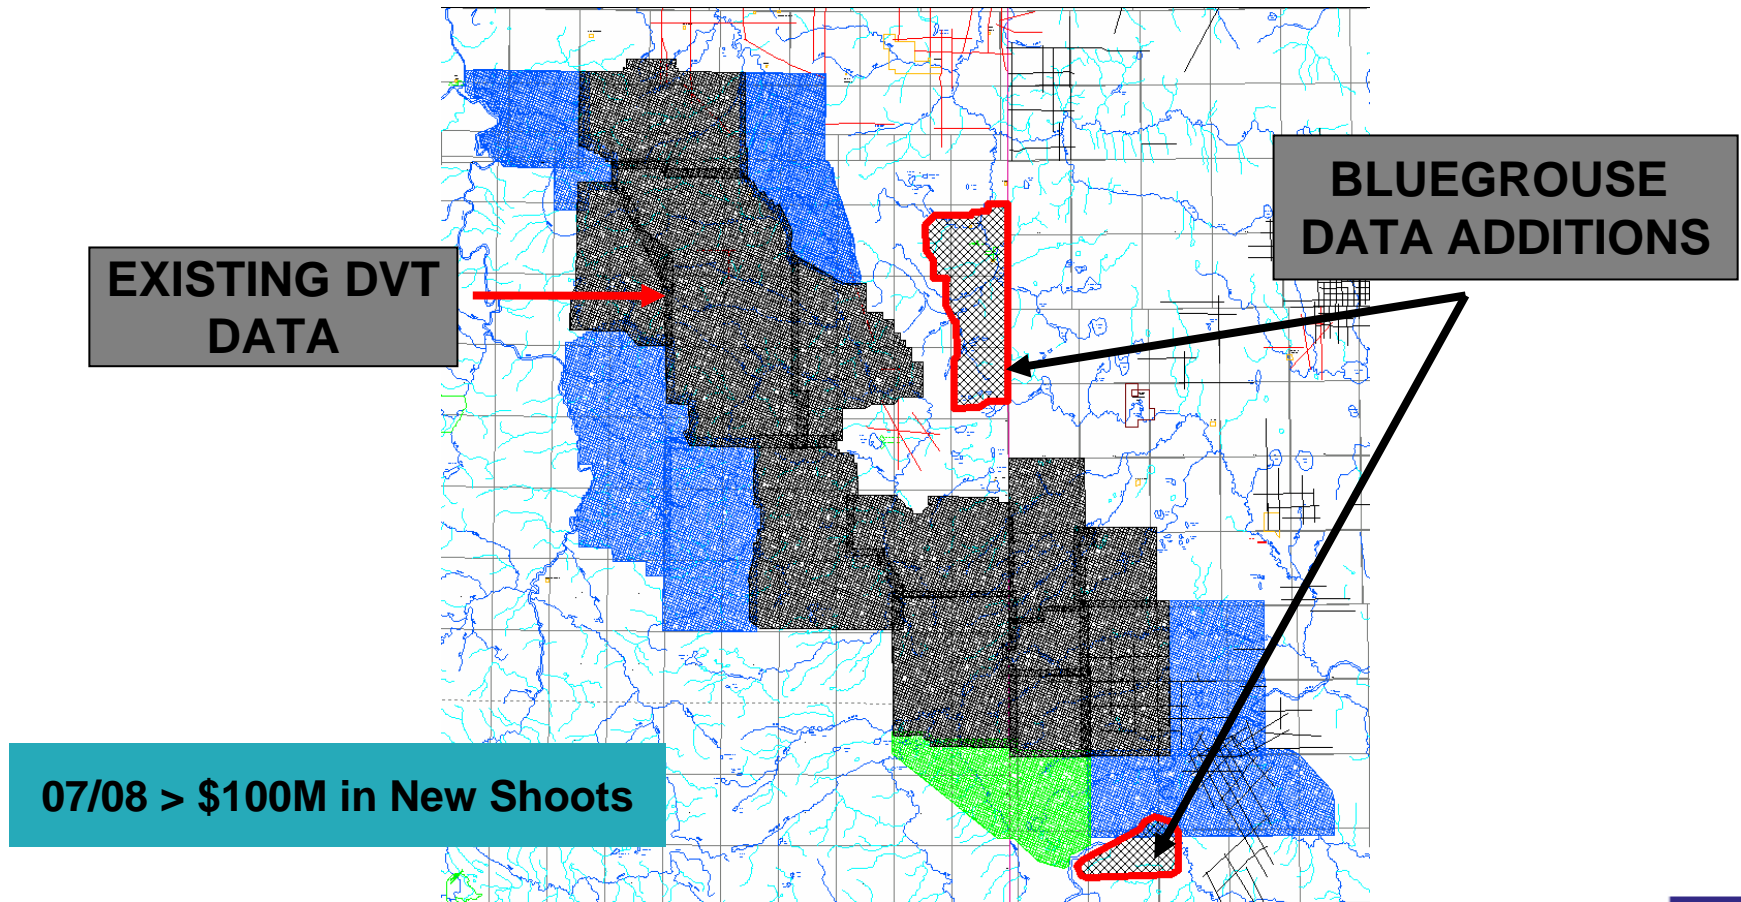 BLUEGROUSE
DATA ADDITIONS
EXISTING DVT
DATA
07/08 > $100M in New Shoots